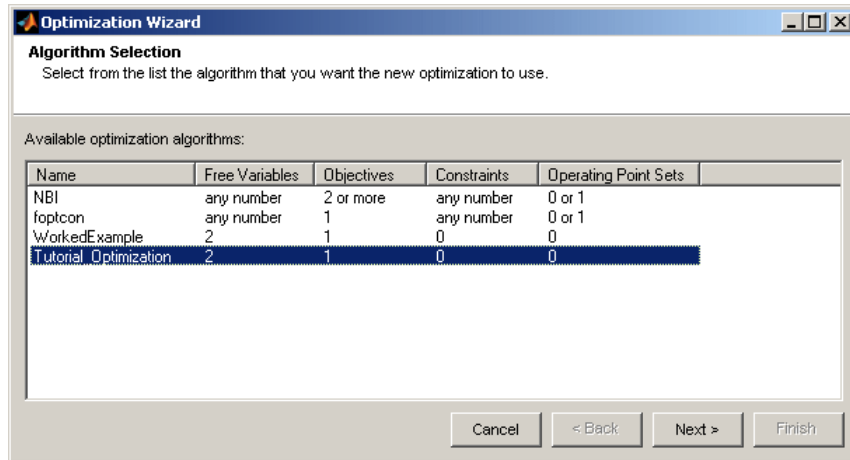 Optimization Wizard
Algorithm Selection
Select from the list the algorithm that you want the new optimization to use.
Available optimization algorithms:
Name Free Variables Objectives Constraints Operating Point Sets
NBI any number 2 or more any number 0 or 1
foptcon any number 1 any number 0 or 1
WorkedExample 2 1 0 0
Tutorial_Optimization 2 1 0 0
Cancel < Back Next > Finish